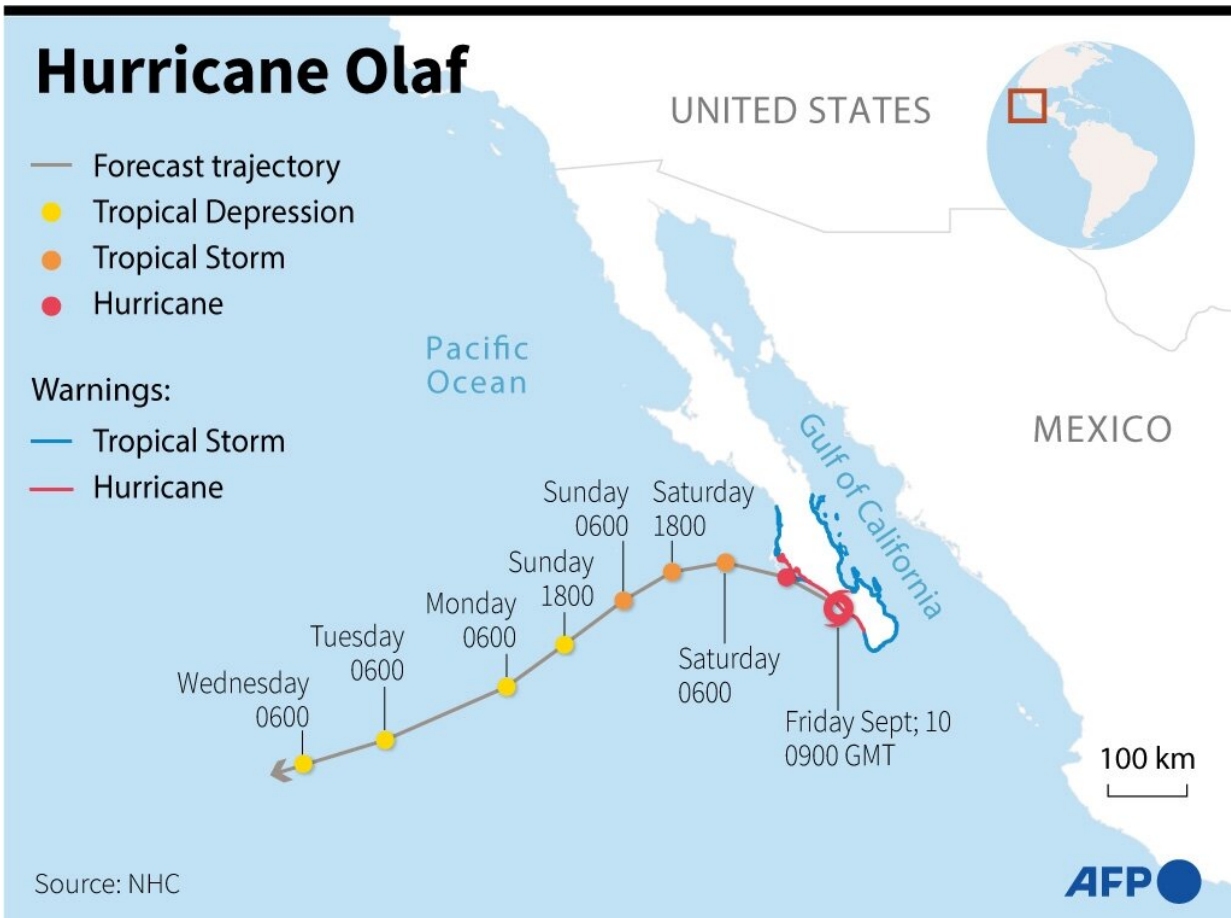 Hurricane Olaf
Forecast trajectory
Tropical Depression
Tropical Storm
Hurricane
Warnings:
Tropical Storm
Hurricane
UNITED STATES
Pacific
Ocean
MEXICO
Gulf of California
Sunday
0600
Saturday
1800
Sunday
1800
Monday
0600
Tuesday
0600
Wednesday
0600
Saturday
0600
Friday Sept; 10
0900 GMT
100 km
Source: NHC
AFP